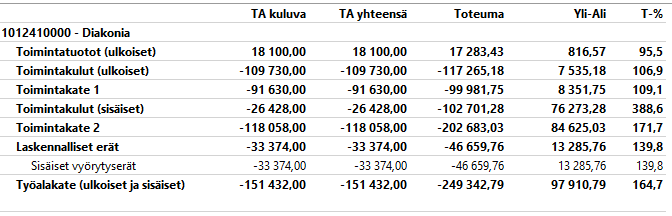 TA kuluva TA yhteensä Toteuma Yli-Ali T-%
1012410000 - Diakonia
Toimintatuotot (ulkoiset) 18 100,00 18 100,00 17 283,43 816,57 95,5
Toimintakulut (ulkoiset) -109 730,00 -109 730,00 -117 265,18 7 535,18 106,9
Toimintakate 1 -91 630,00 -91 630,00 -99 981,75 8 351,75 109,1
Toimintakulut (sisäiset) -26 428,00 -26 428,00 -102 701,28 76 273,28 388,6
Toimintakate 2 -118 058,00 -118 058,00 -202 683,03 84 625,03 171,7
Laskennalliset erät -33 374,00 -33 374,00 -46 659,76 13 285,76 139,8
Sisäiset vyörytyserät -33 374,00 -33 374,00 -46 659,76 13 285,76 139,8
Työalakate (ulkoiset ja sisäiset) -151 432,00 -151 432,00 -249 342,79 97 910,79 164,7